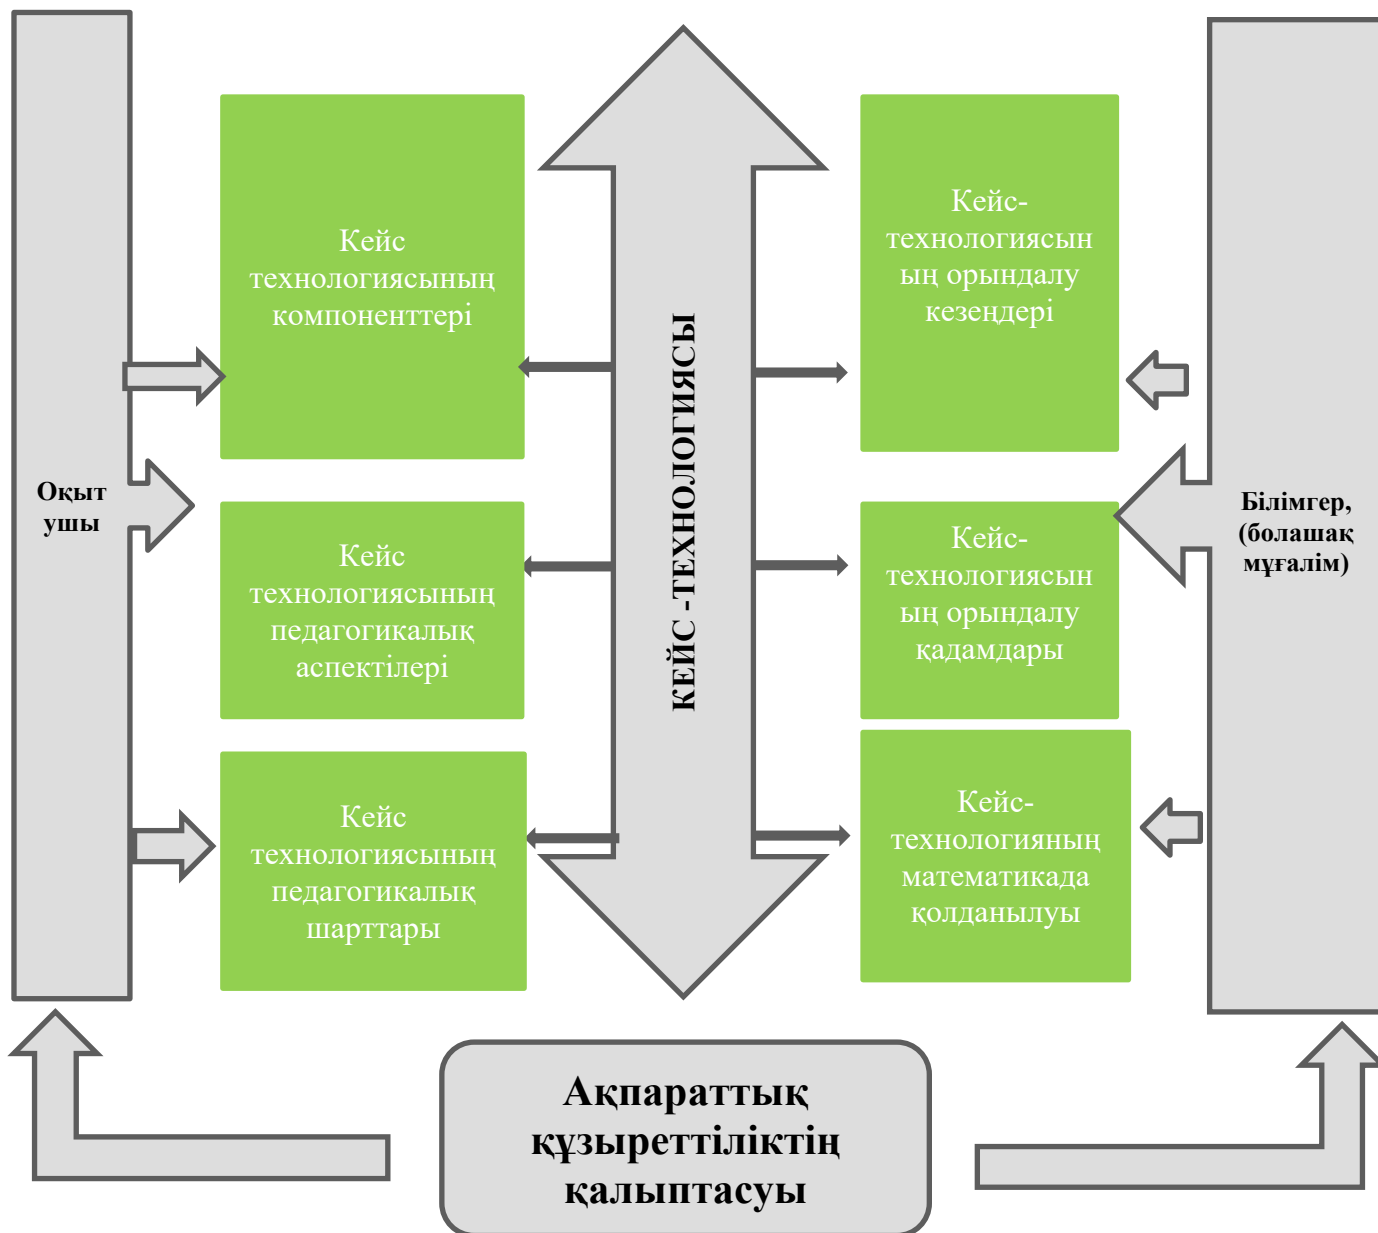 Оқыт
ушы
Кейс
технологиясының
компоненттері
Кейс
технологиясының
педагогикалық
аспектілері
Кейс
технологиясының
педагогикалық
шарттары
КЕЙС -ТЕХНОЛОГИЯСЫ
Кейс-
технологиясын
ың орындалу
кезеңдері
Кейс-
технологиясын
ың орындалу
қадамдары
Кейс-
технологияның
математикада
қолданылуы
Білімгер,
(болашақ
мұғалім)
Ақпараттық
құзыреттіліктің
қалыптасуы